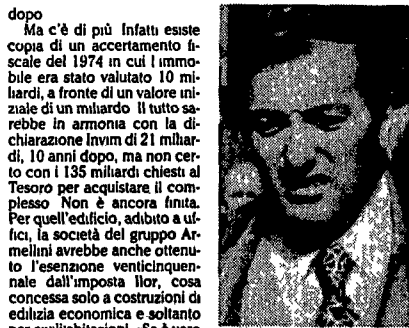 dopo
Ma c'è di più Infatti esiste
copia di un accertamento fi-
scale del 1974 in cui l immo-
bile era stato valutato 10 mi-
liardi, a fronte di un valore ini-
ziale di un miliardo Il tutto sa-
rebbe in armonia con la di-
chiarazione Invim di 21 miliar-
di, 10 anni dopo, ma non cer-
to con i 135 miliardi chiesti al
Tesoro per acquistare il com-
plesso Non è ancora finita.
Per quell'edificio, adibito a uf-
fici, la società del gruppo Ar-
mellini avrebbe anche ottenu-
to l'esenzione venticinquen-
nale dall'imposta Ilor, cosa
concessa solo a costruzioni di
edilizia economica e soltanto